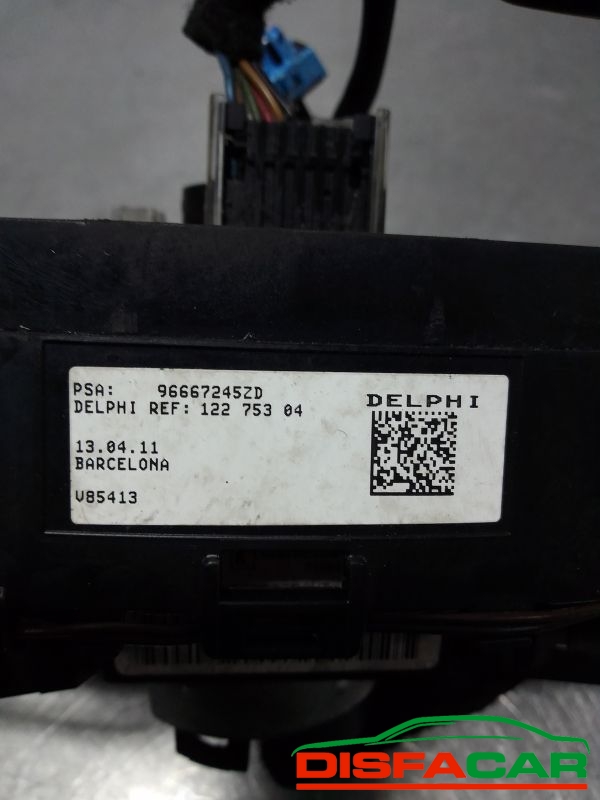 PSA: 96667245ZD
DELPHI REF: 122 753 04
DELPHI
13.04.11
BARCELONA
V85413
DISFACAR